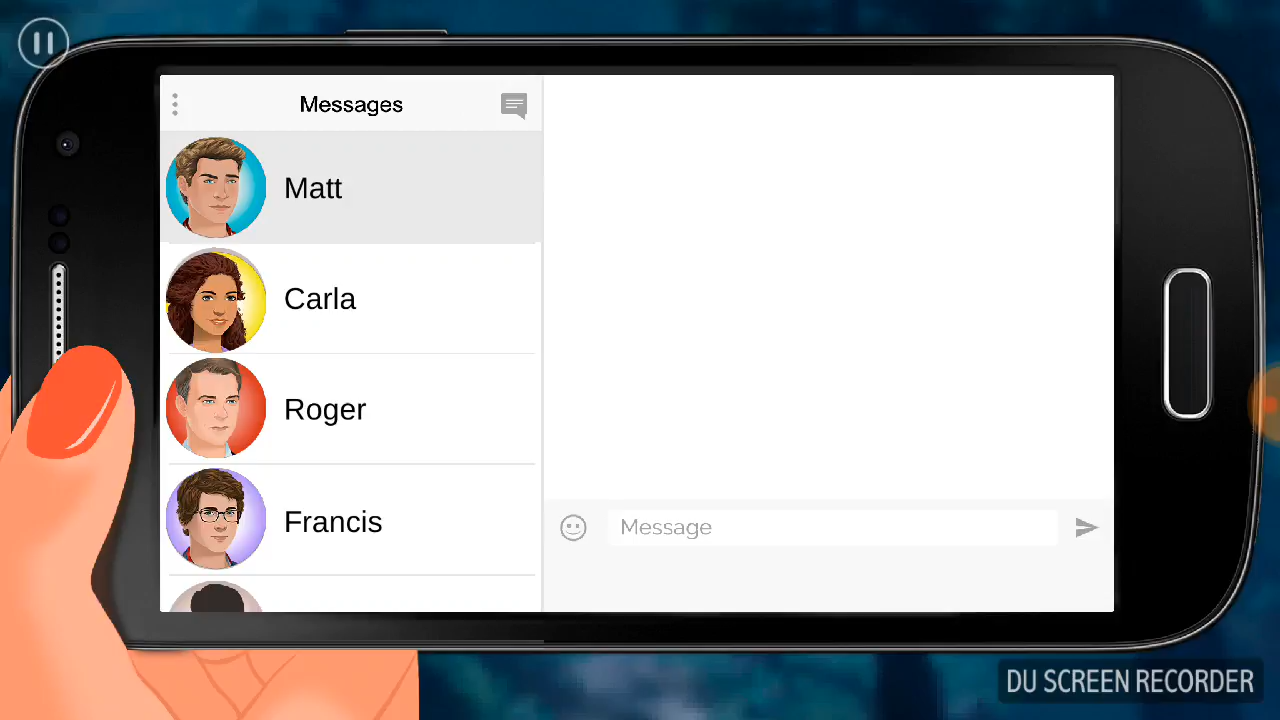 Messages
Matt
Carla
Roger
Francis
Message
DU SCREEN RECORDER